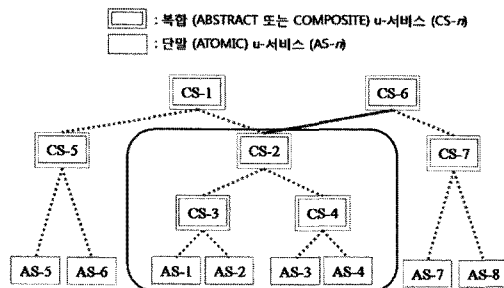 : 복합 (ABSTRACT 또는 COMPOSITE) u-서비스 (CS-n)
: 단말 (ATOMIC) u-서비스 (AS-n)
CS-1 CS-6
CS-5 CS-2 CS-7
CS-3 CS-4
AS-5 AS-6 AS-1 AS-2 AS-3 AS-4 AS-7 AS-8